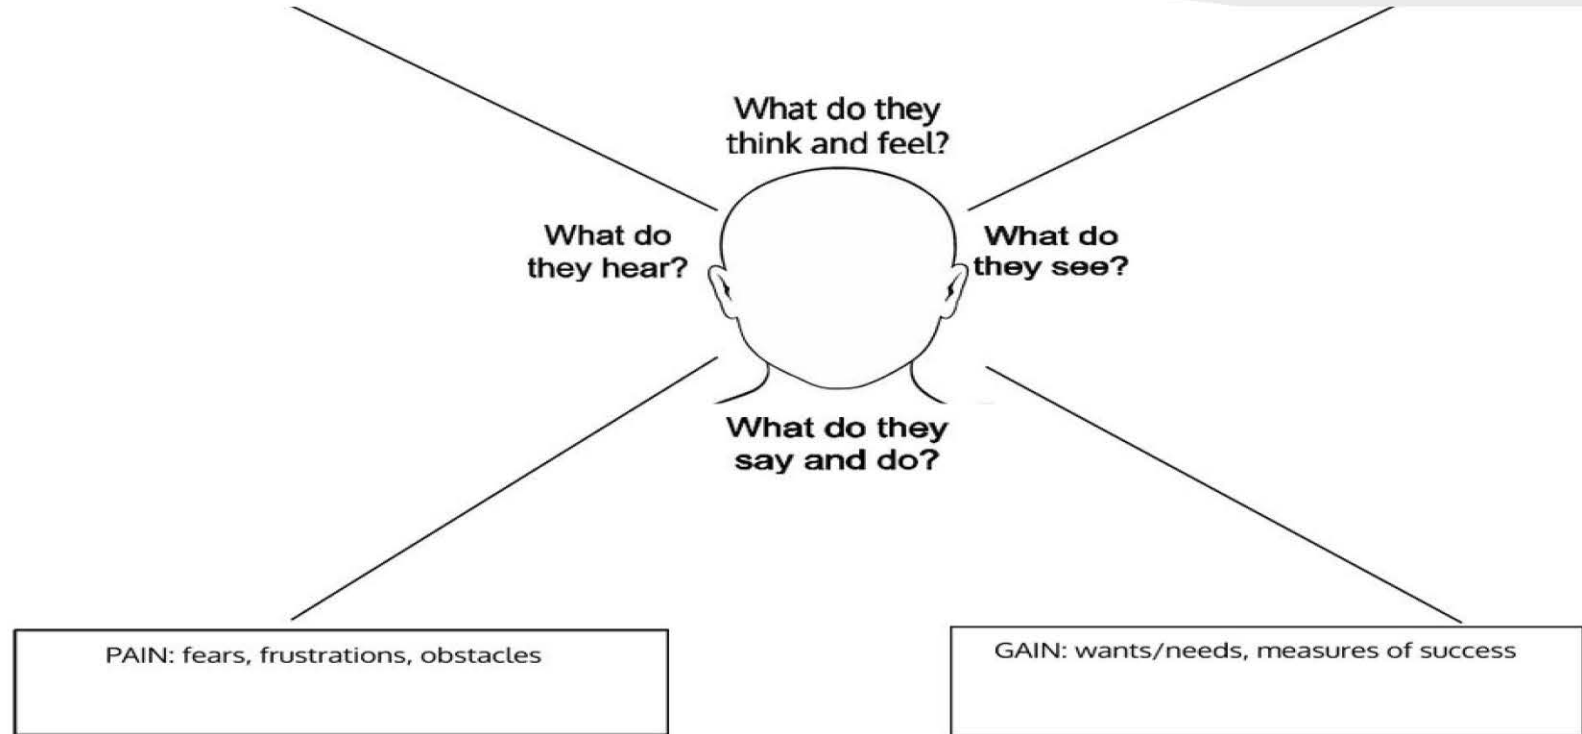 What do they
think and feel?
What do
they hear?
What do
they see?
What do they
say and do?
PAIN: fears, frustrations, obstacles
GAIN: wants/needs, measures of success